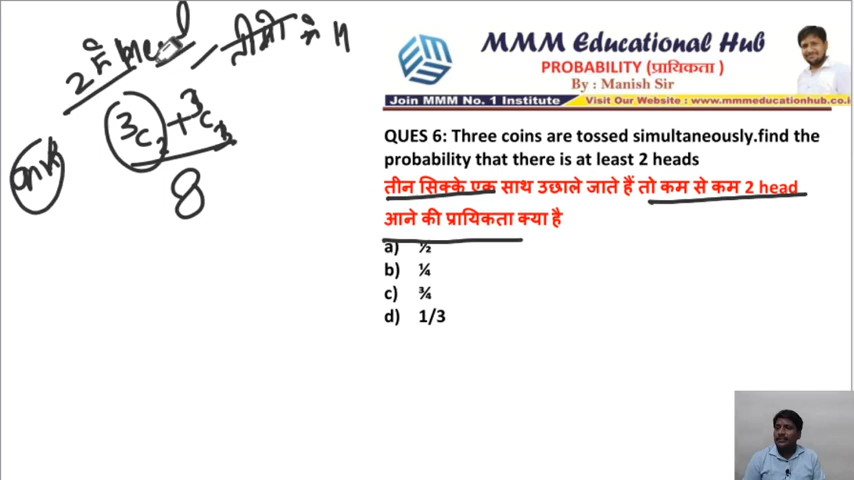 2 में Head / तीनों में H
³C₂ + ³C₃
8
MMM Educational Hub
PROBABILITY (प्रायिकता )
By : Manish Sir
Join MMM No. 1 Institute
Visit Our Website : www.mmmeducationhub.co.i
QUES 6: Three coins are tossed simultaneously.find the
probability that there is at least 2 heads
तीन सिक्के एक साथ उछाले जाते हैं तो कम से कम 2 head
आने की प्रायिकता क्या है
a) ½
b) ¼
c) ¾
d) 1/3